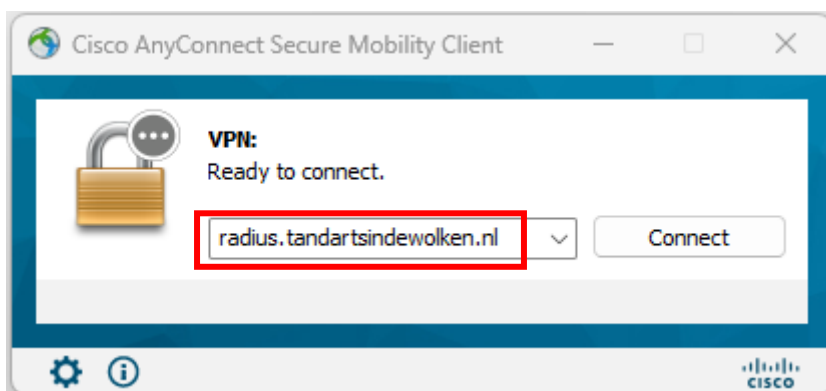 Cisco AnyConnect Secure Mobility Client
VPN:
Ready to connect.
radius.tandartsindewolken.nl
Connect
CISCO